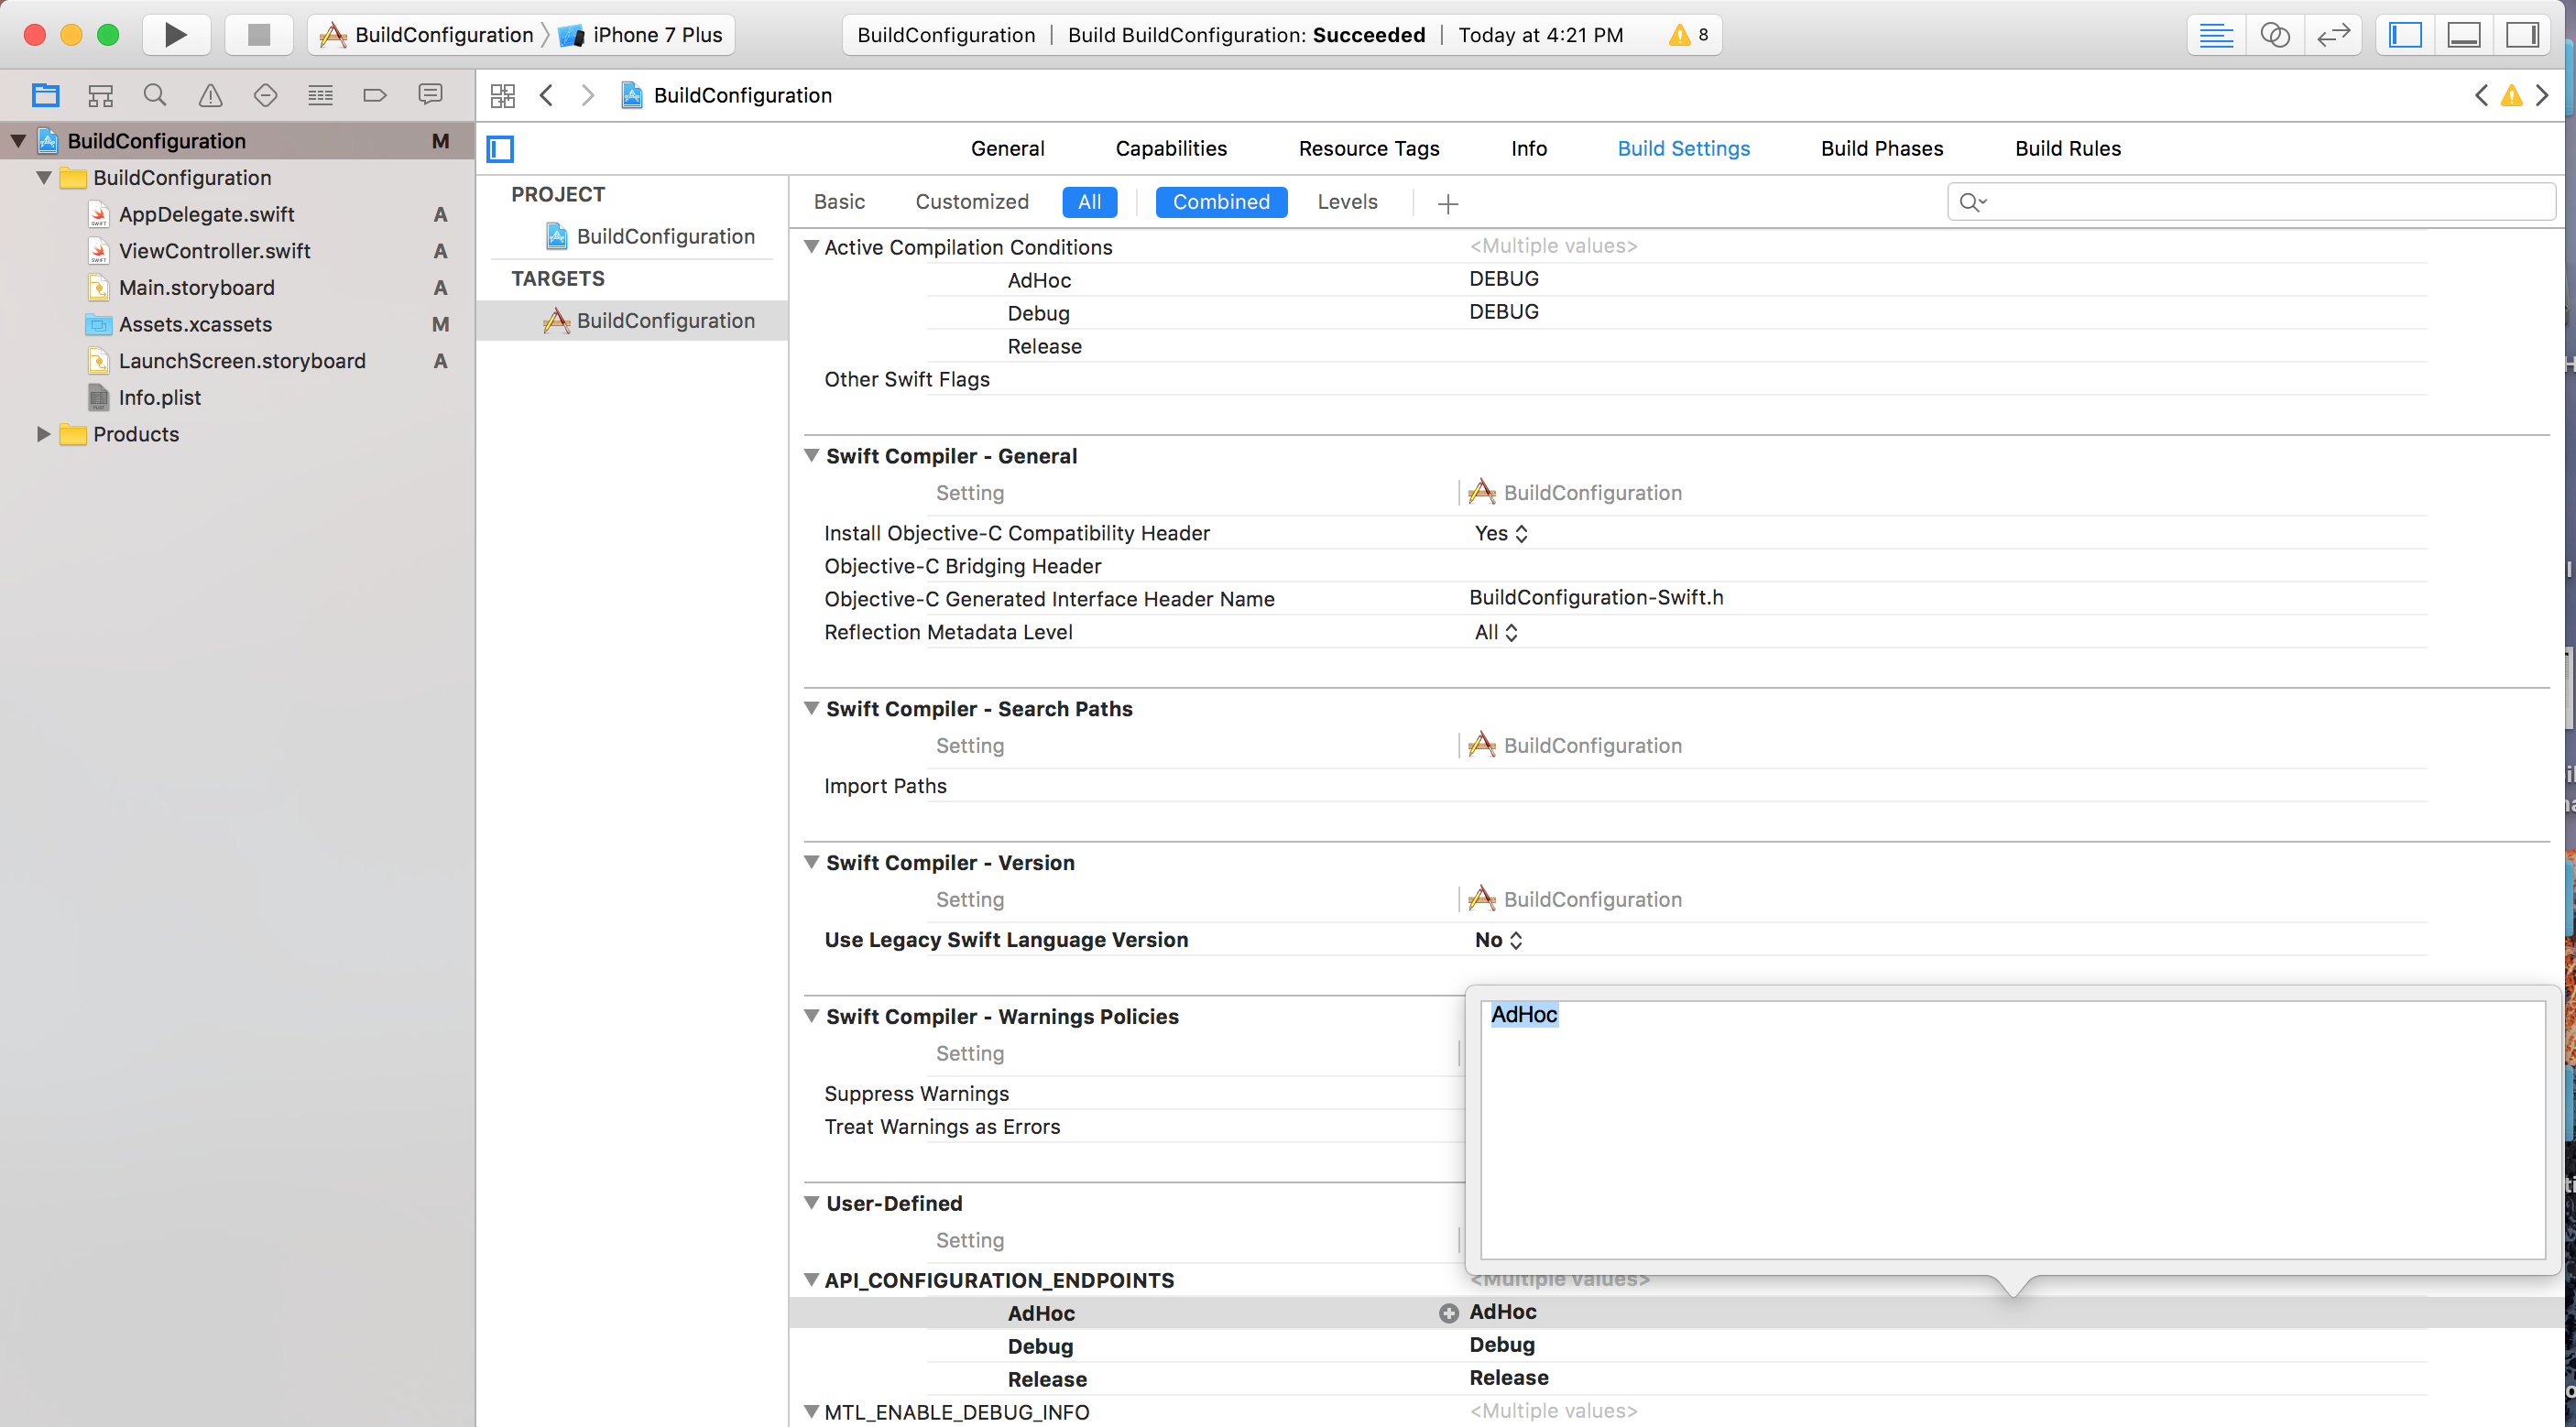 BuildConfiguration iPhone 7 Plus
BuildConfiguration | Build BuildConfiguration: Succeeded | Today at 4:21 PM 8
BuildConfiguration
BuildConfiguration M
BuildConfiguration
AppDelegate.swift A
ViewController.swift A
Main.storyboard A
Assets.xcassets M
LaunchScreen.storyboard A
Info.plist
Products
General Capabilities Resource Tags Info Build Settings Build Phases Build Rules
PROJECT
BuildConfiguration
TARGETS
BuildConfiguration
Basic Customized All Combined Levels
Active Compilation Conditions <Multiple values>
AdHoc DEBUG
Debug DEBUG
Release
Other Swift Flags
Swift Compiler - General
Setting BuildConfiguration
Install Objective-C Compatibility Header Yes
Objective-C Bridging Header
Objective-C Generated Interface Header Name BuildConfiguration-Swift.h
Reflection Metadata Level All
Swift Compiler - Search Paths
Setting BuildConfiguration
Import Paths
Swift Compiler - Version
Setting BuildConfiguration
Use Legacy Swift Language Version No
Swift Compiler - Warnings Policies
Setting
Suppress Warnings
Treat Warnings as Errors
AdHoc
User-Defined
Setting
API_CONFIGURATION_ENDPOINTS <Multiple values>
AdHoc AdHoc
Debug Debug
Release Release
MTL_ENABLE_DEBUG_INFO <Multiple values>